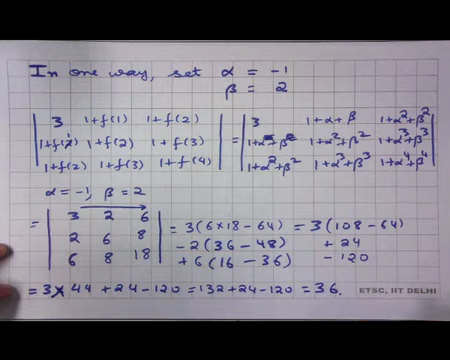 In one way, set α = -1
β = 2
| 3 1+f(1) 1+f(2) | = | 3 1+α+β 1+α²+β² |
| 1+f(1) 1+f(2) 1+f(3) | | 1+α+β 1+α²+β² 1+α³+β³ |
| 1+f(2) 1+f(3) 1+f(4) | | 1+α²+β² 1+α³+β³ 1+α⁴+β⁴ |
α = -1, β = 2
| 3 2 6 | = 3(6×18-64) = 3(108-64)
= | 2 6 8 | -2(36-48) + 24
| 6 8 18 | +6(16-36) - 120
= 3×44 + 24 - 120 = 132+24-120 = 36.
ETSC, IIT DELHI